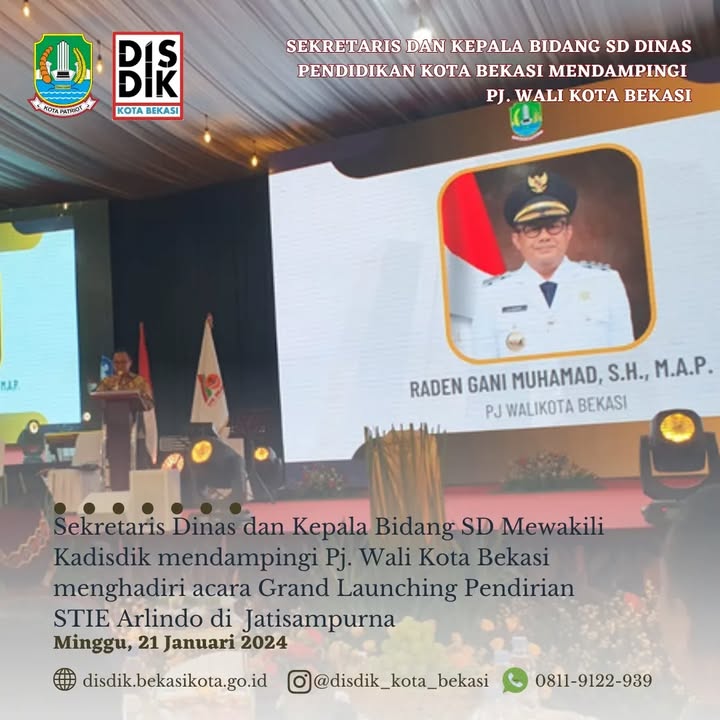 KOTA PATRIOT
DIS
DIK
KOTA BEKASI
SEKRETARIS DAN KEPALA BIDANG SD DINAS
PENDIDIKAN KOTA BEKASI MENDAMPINGI
PJ. WALI KOTA BEKASI
M.A.P.
RADEN GANI MUHAMAD, S.H., M.A.P.
PJ WALIKOTA BEKASI
Sekretaris Dinas dan Kepala Bidang SD Mewakili
Kadisdik mendampingi Pj. Wali Kota Bekasi
menghadiri acara Grand Launching Pendirian
STIE Arlindo di Jatisampurna
Minggu, 21 Januari 2024
disdik.bekasikota.go.id
@disdik_kota_bekasi
0811-9122-939